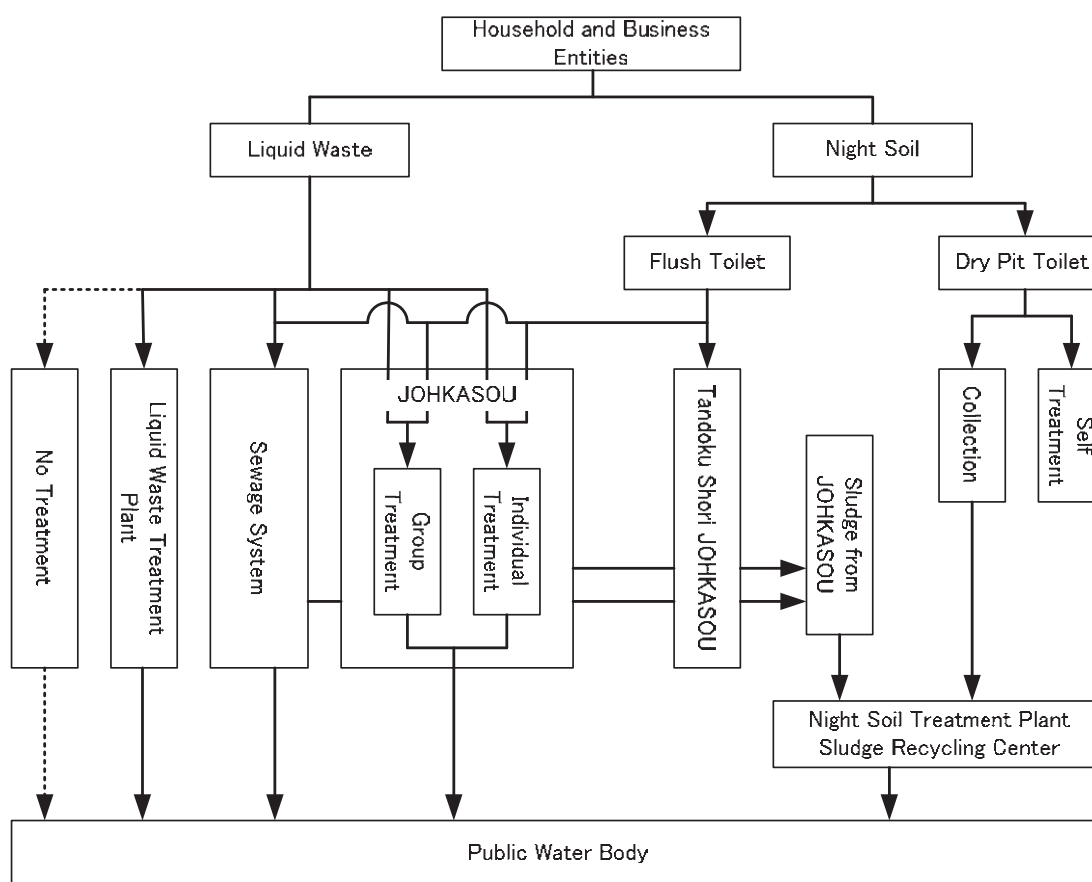 Household and Business
Entities
Liquid Waste
Night Soil
Flush Toilet
Dry Pit Toilet
No Treatment
Liquid Waste Treatment
Plant
Sewage System
JOHKASOU
Group
Treatment
Individual
Treatment
Tandoku Shori JOHKASOU
Sludge from
JOHKASOU
Collection
Self
Treatment
Night Soil Treatment Plant
Sludge Recycling Center
Public Water Body